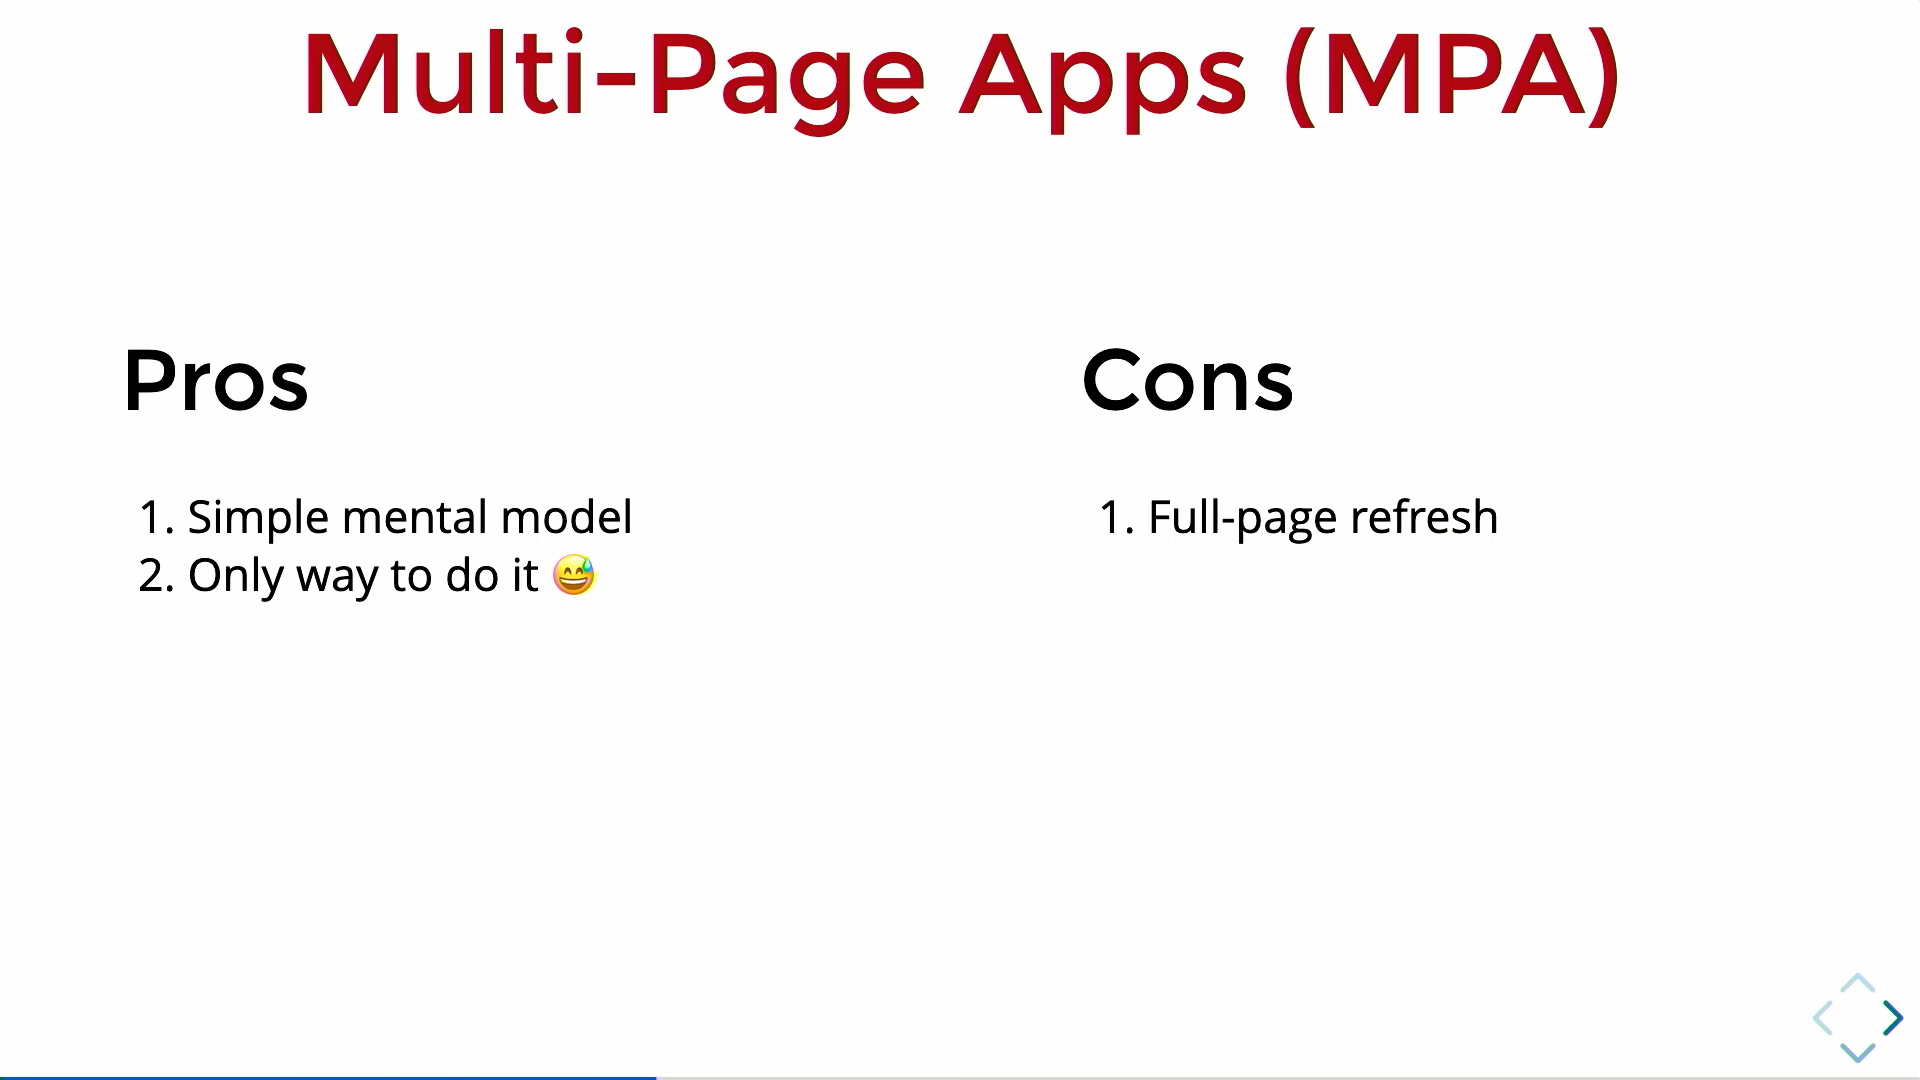 Multi-Page Apps (MPA)
Pros
1. Simple mental model
2. Only way to do it 😅
Cons
1. Full-page refresh